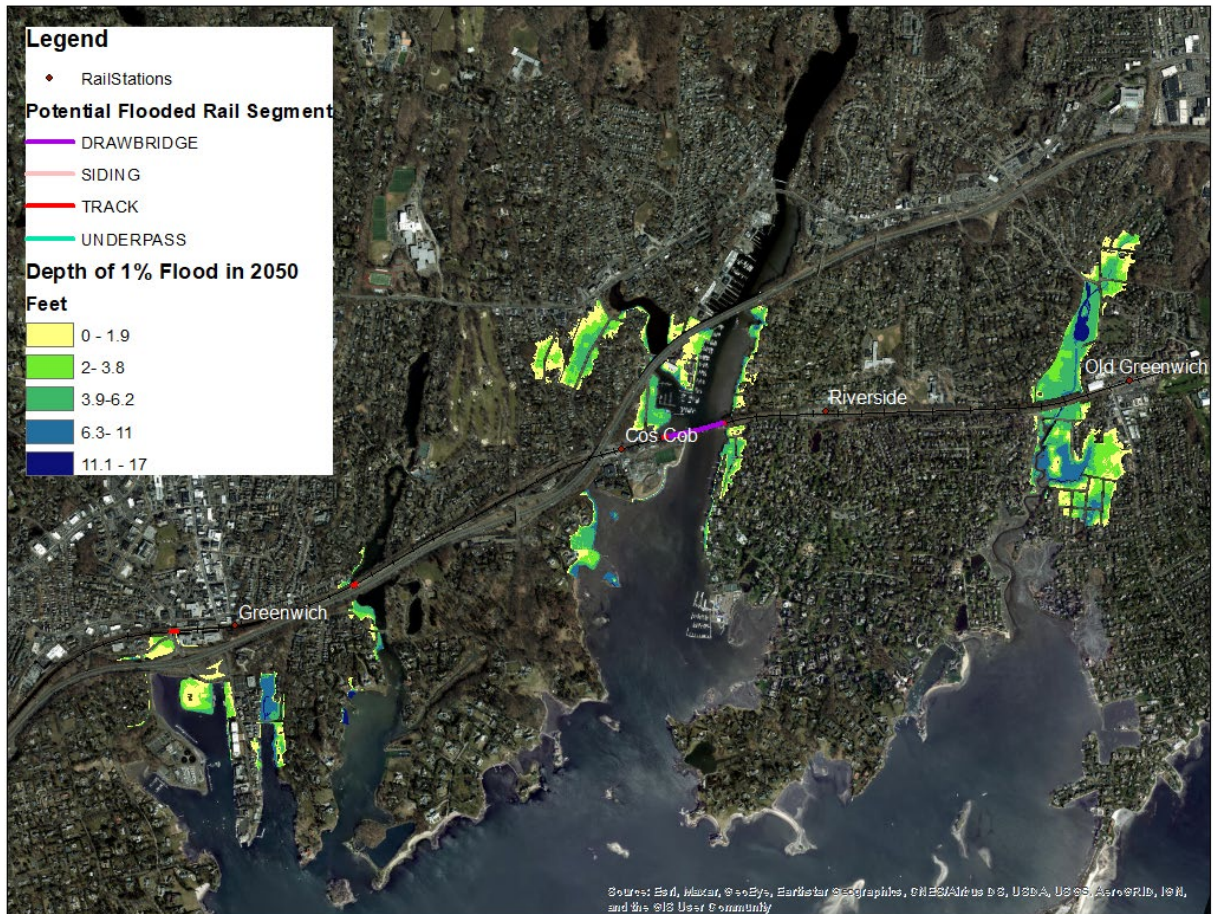 Legend
RailStations
Potential Flooded Rail Segment
DRAWBRIDGE
SIDING
TRACK
UNDERPASS
Depth of 1% Flood in 2050
Feet
0 - 1.9
2- 3.8
3.9-6.2
6.3- 11
11.1 - 17
Old Greenwich
Riverside
Cos Cob
Greenwich
Source: Esri, Maxar, GeoEye, Earthstar Geographics, CNES/Airbus DS, USDA, USGS, AeroGRID, IGN,
and the GIS User Community